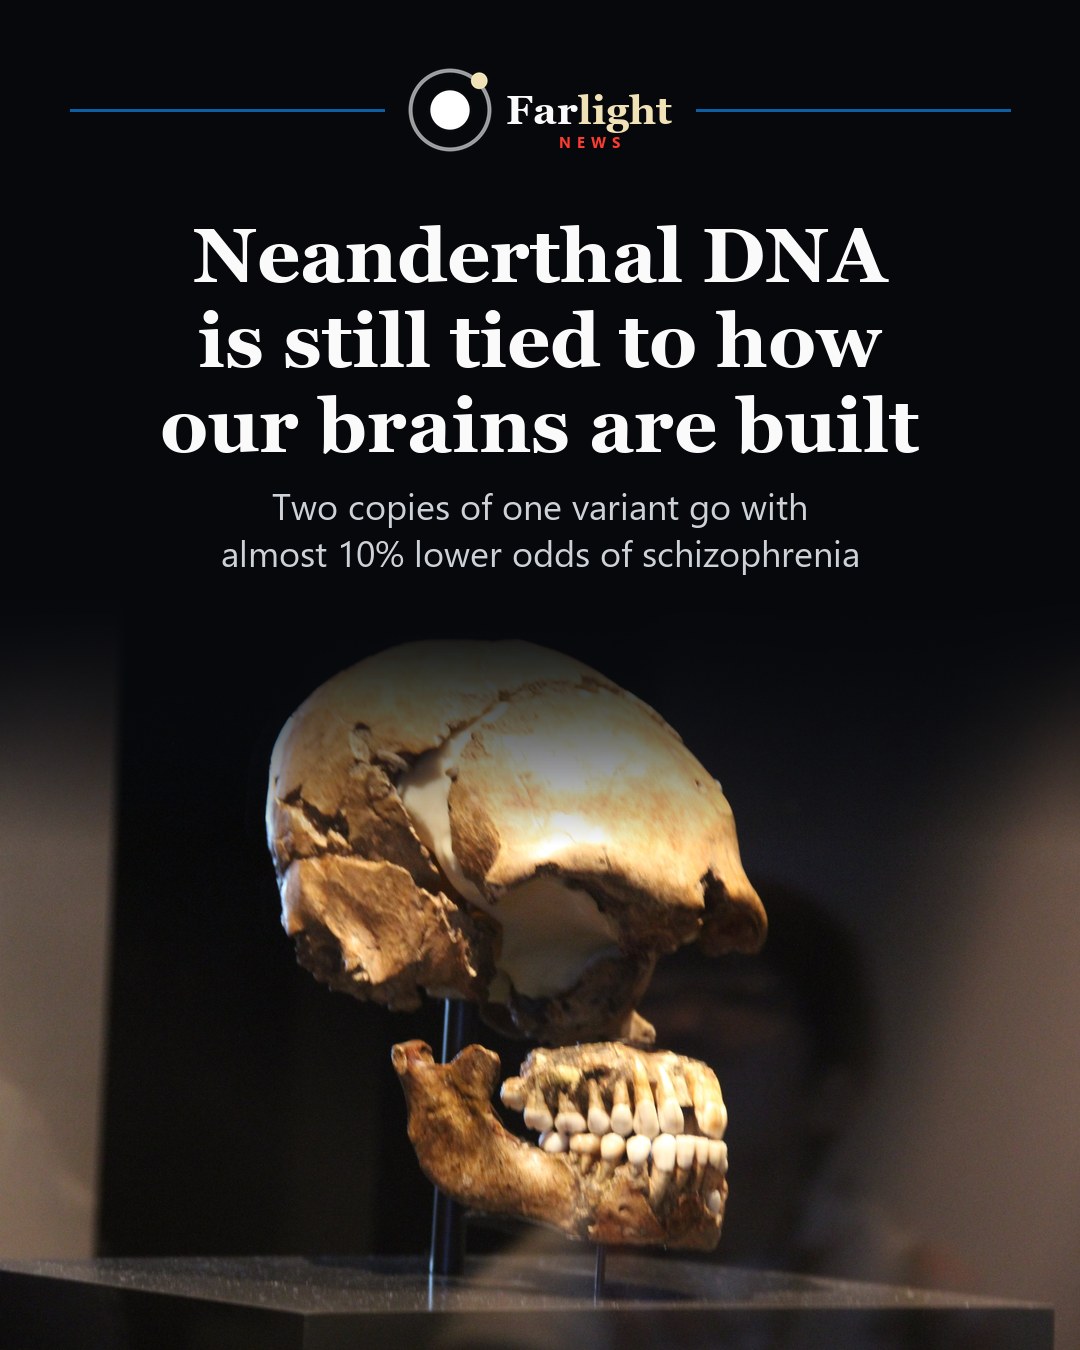 Farlight
NEWS
Neanderthal DNA
is still tied to how
our brains are built
Two copies of one variant go with
almost 10% lower odds of schizophrenia